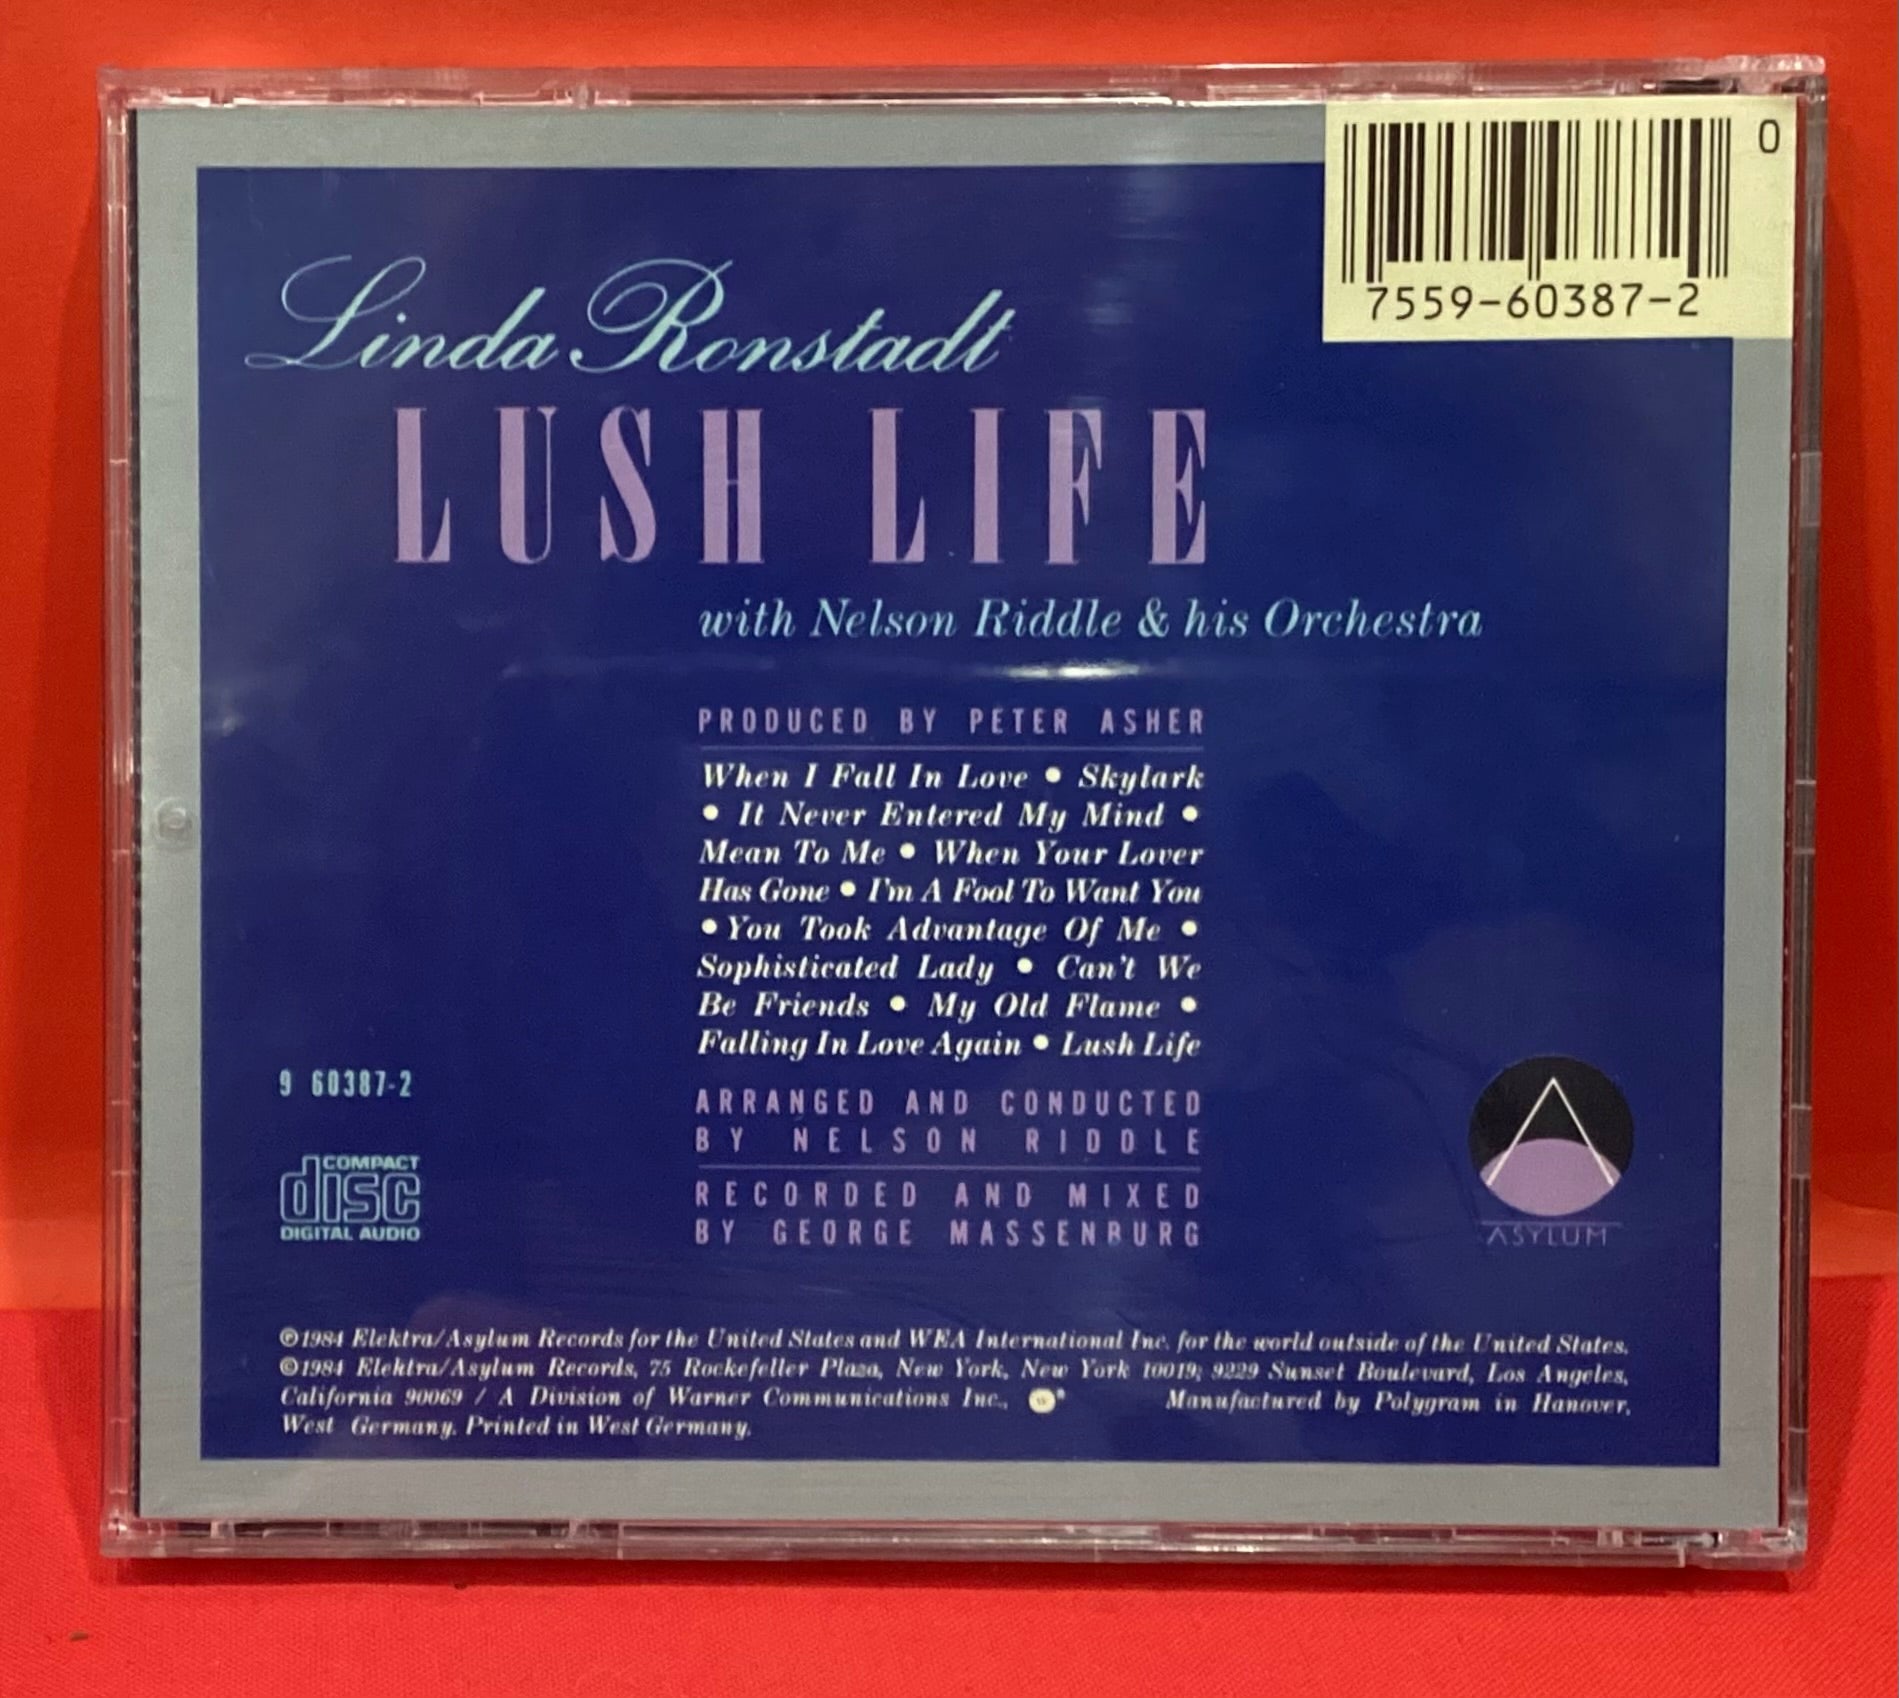 0
7559-60387-2
Linda Ronstadt
LUSH LIFE
with Nelson Riddle & his Orchestra
PRODUCED BY PETER ASHER
When I Fall In Love • Skylark
• It Never Entered My Mind •
Mean To Me • When Your Lover
Has Gone • I'm A Fool To Want You
• You Took Advantage Of Me •
Sophisticated Lady • Can't We
Be Friends • My Old Flame •
Falling In Love Again • Lush Life
9 60387-2
ARRANGED AND CONDUCTED
BY NELSON RIDDLE
COMPACT
disc
DIGITAL AUDIO
RECORDED AND MIXED
BY GEORGE MASSENBURG
ASYLUM
℗1984 Elektra/Asylum Records for the United States and WEA International Inc. for the world outside of the United States.
©1984 Elektra/Asylum Records, 75 Rockefeller Plaza, New York, New York 10019; 9229 Sunset Boulevard, Los Angeles,
California 90069 / A Division of Warner Communications Inc., ® Manufactured by Polygram in Hanover,
West Germany. Printed in West Germany.